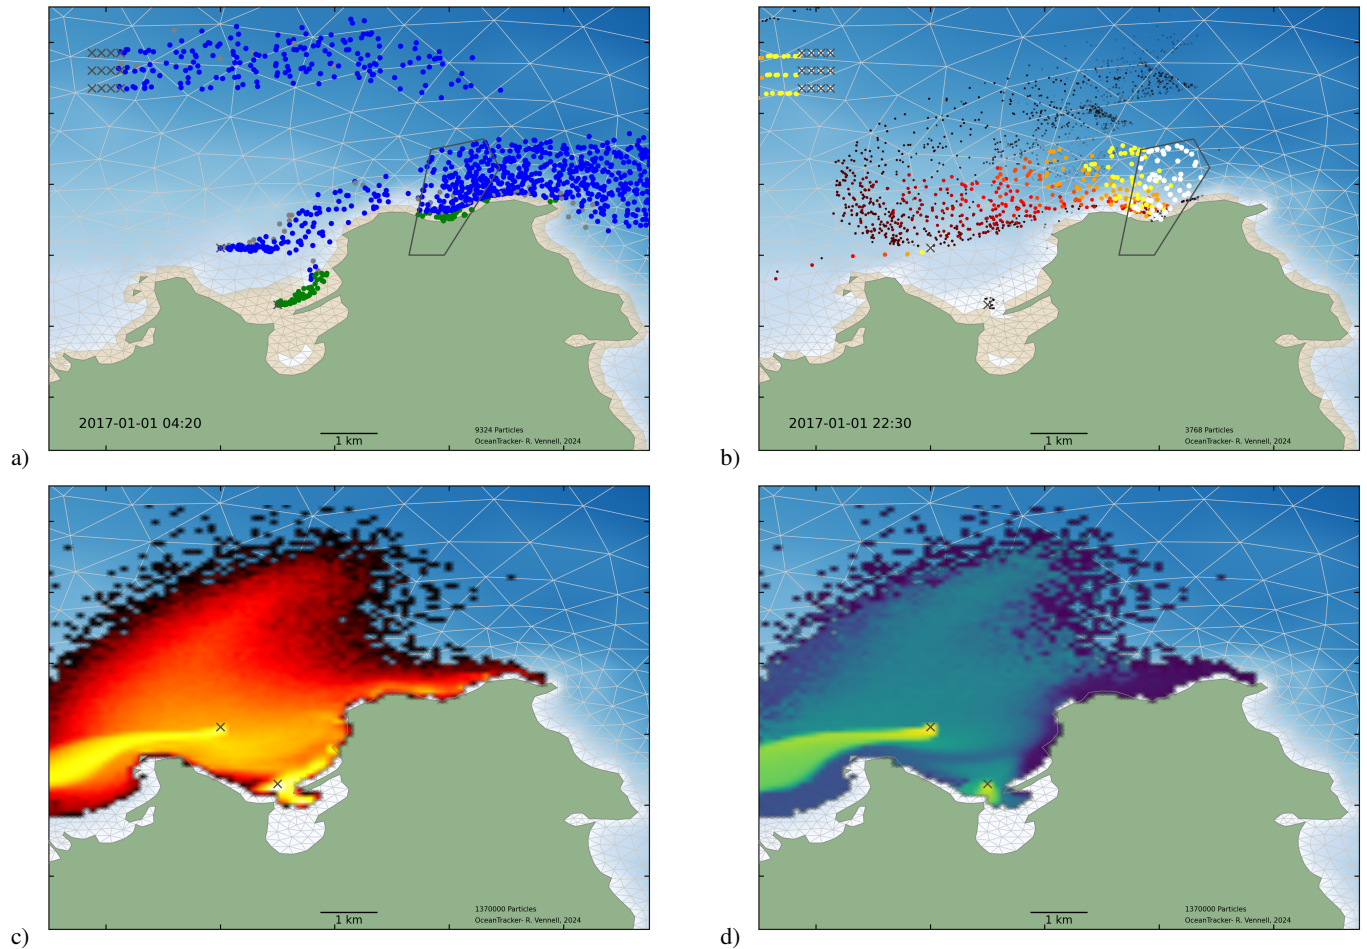 2017-01-01 04:20
1 km
9324 Particles
OceanTracker- R. Vennell, 2024
a)
2017-01-01 22:30
1 km
3768 Particles
OceanTracker- R. Vennell, 2024
b)
1 km
1370000 Particles
OceanTracker- R. Vennell, 2024
c)
1 km
1370000 Particles
OceanTracker- R. Vennell, 2024
d)